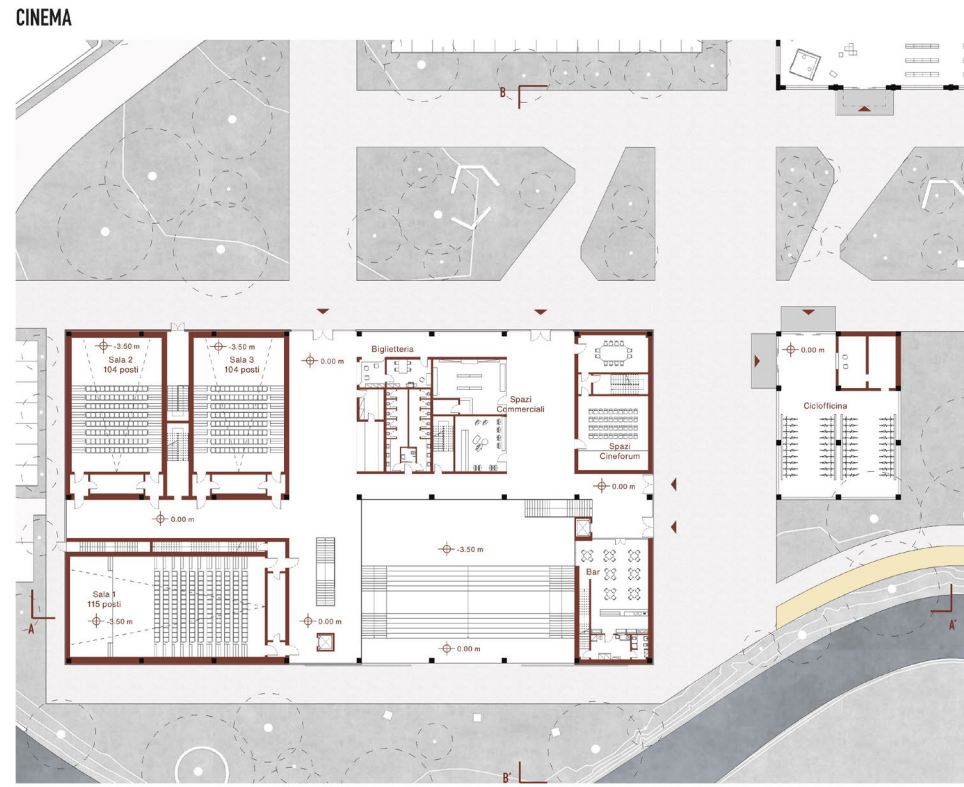 CINEMA
B
-3.50 m
Sala 2
104 posti
-3.50 m
Sala 3
104 posti
0.00 m
Biglietteria
Spazi
Commerciali
Spazi
Cineforum
0.00 m
Ciclofficina
0.00 m
0.00 m
-3.50 m
Bar
Sala 1
115 posti
-3.50 m
0.00 m
0.00 m
A
A'
B'